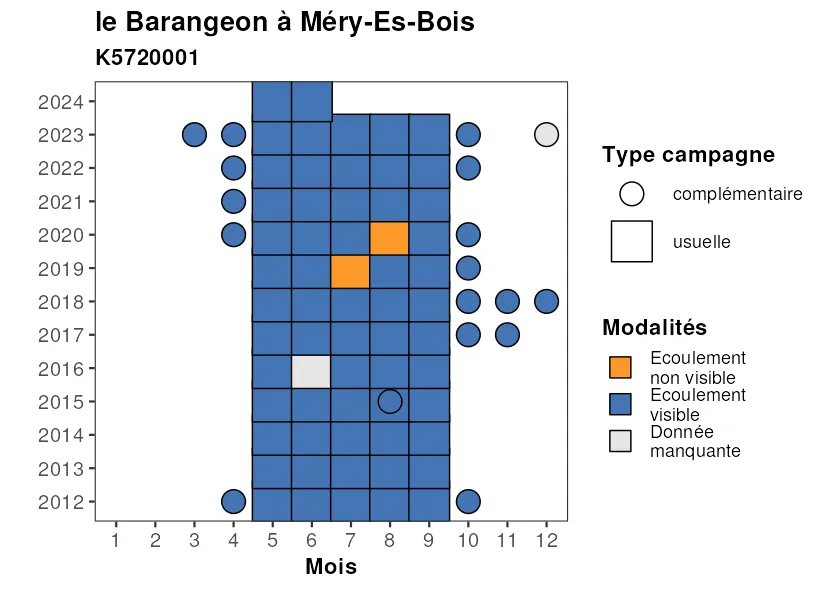 le Barangeon à Méry-Es-Bois
K5720001
2024
2023
2022
2021
2020
2019
2018
2017
2016
2015
2014
2013
2012
1 2 3 4 5 6 7 8 9 10 11 12
Mois
Type campagne
complémentaire
usuelle
Modalités
Ecoulement
non visible
Ecoulement
visible
Donnée
manquante